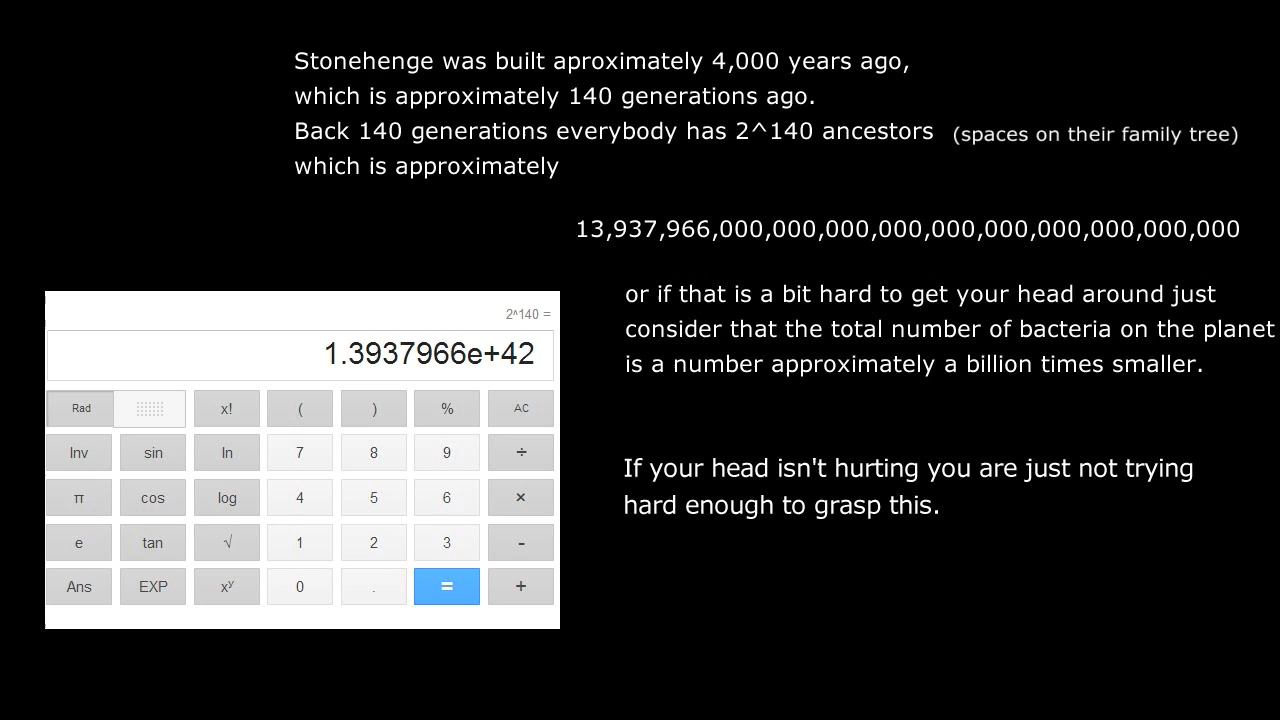 Stonehenge was built aproximately 4,000 years ago,
which is approximately 140 generations ago.
Back 140 generations everybody has 2^140 ancestors (spaces on their family tree)
which is approximately
13,937,966,000,000,000,000,000,000,000,000,000,000
or if that is a bit hard to get your head around just
consider that the total number of bacteria on the planet
is a number approximately a billion times smaller.
If your head isn't hurting you are just not trying
hard enough to grasp this.
2^140 =
1.3937966e+42
Rad x! ( ) % AC
Inv sin ln 7 8 9 ÷
π cos log 4 5 6 ×
e tan √ 1 2 3 -
Ans EXP xʸ 0 . = +